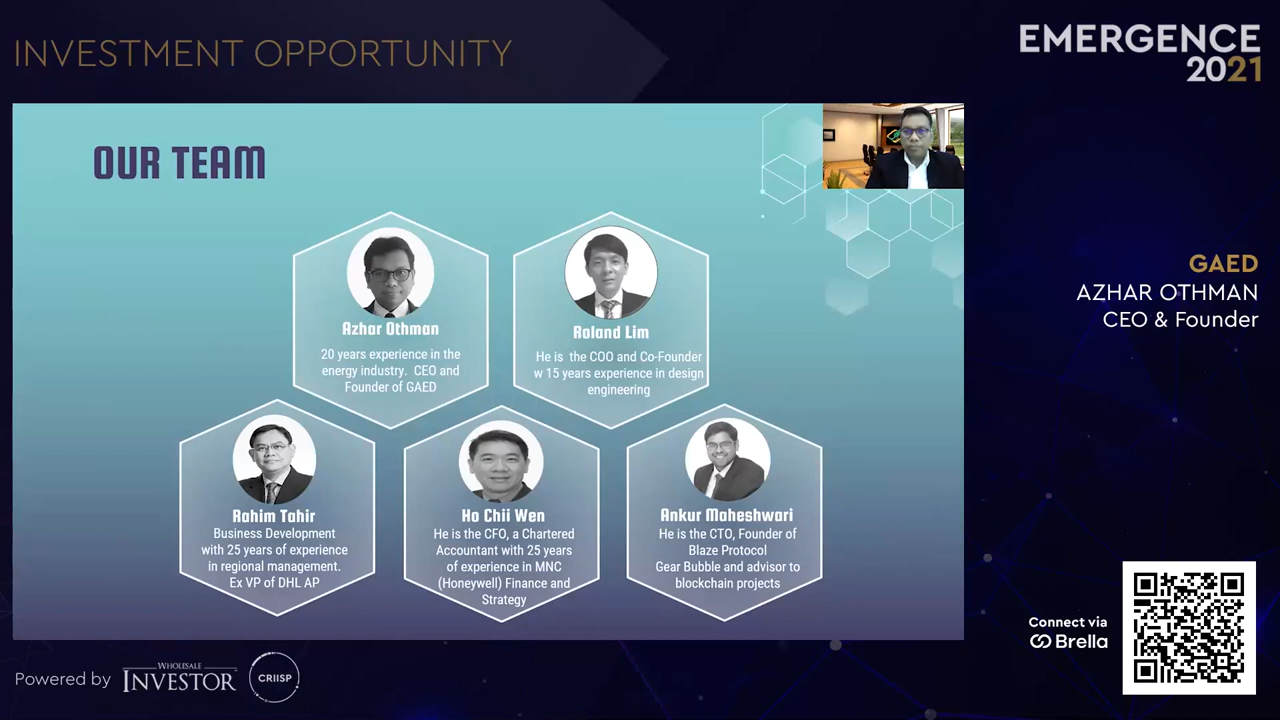 INVESTMENT OPPORTUNITY
EMERGENCE
2021
OUR TEAM
Azhar Othman
20 years experience in the
energy industry. CEO and
Founder of GAED
Roland Lim
He is the COO and Co-Founder
w 15 years experience in design
engineering
Rahim Tahir
Business Development
with 25 years of experience
in regional management.
Ex VP of DHL AP
Ho Chii Wen
He is the CFO, a Chartered
Accountant with 25 years
of experience in MNC
(Honeywell) Finance and
Strategy
Ankur Maheshwari
He is the CTO, Founder of
Blaze Protocol
Gear Bubble and advisor to
blockchain projects
GAED
AZHAR OTHMAN
CEO & Founder
Connect via
Brella
Powered by
WHOLESALE
INVESTOR
CRIISP